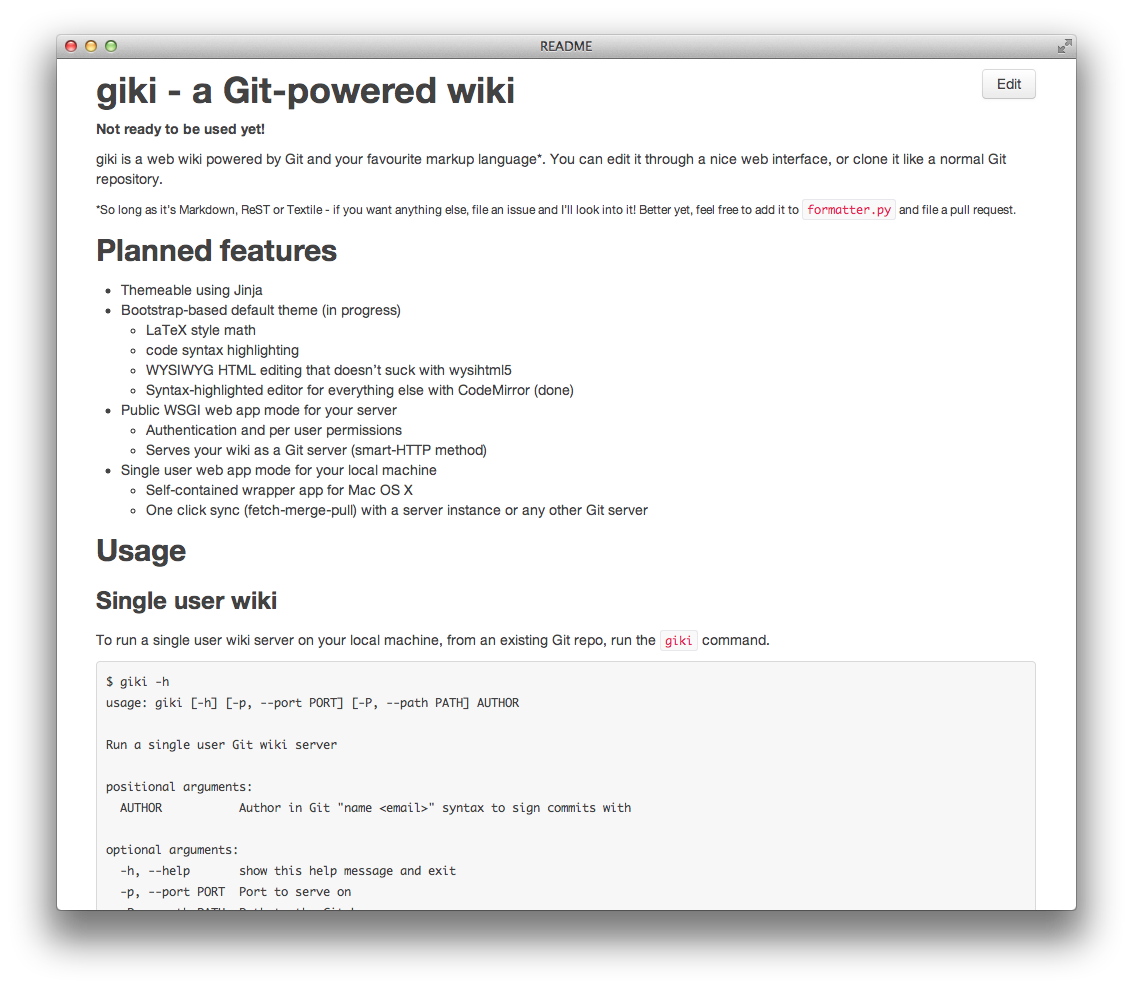 README
giki - a Git-powered wiki
Edit
Not ready to be used yet!
giki is a web wiki powered by Git and your favourite markup language*. You can edit it through a nice web interface, or clone it like a normal Git
repository.
*So long as it's Markdown, ReST or Textile - if you want anything else, file an issue and I'll look into it! Better yet, feel free to add it to formatter.py and file a pull request.
Planned features
• Themeable using Jinja
• Bootstrap-based default theme (in progress)
◦ LaTeX style math
◦ code syntax highlighting
◦ WYSIWYG HTML editing that doesn’t suck with wysihtml5
◦ Syntax-highlighted editor for everything else with CodeMirror (done)
• Public WSGI web app mode for your server
◦ Authentication and per user permissions
◦ Serves your wiki as a Git server (smart-HTTP method)
• Single user web app mode for your local machine
◦ Self-contained wrapper app for Mac OS X
◦ One click sync (fetch-merge-pull) with a server instance or any other Git server
Usage
Single user wiki
To run a single user wiki server on your local machine, from an existing Git repo, run the giki command.
$ giki -h
usage: giki [-h] [-p, --port PORT] [-P, --path PATH] AUTHOR
Run a single user Git wiki server
positional arguments:
AUTHOR Author in Git "name <email>" syntax to sign commits with
optional arguments:
-h, --help show this help message and exit
-p, --port PORT Port to serve on